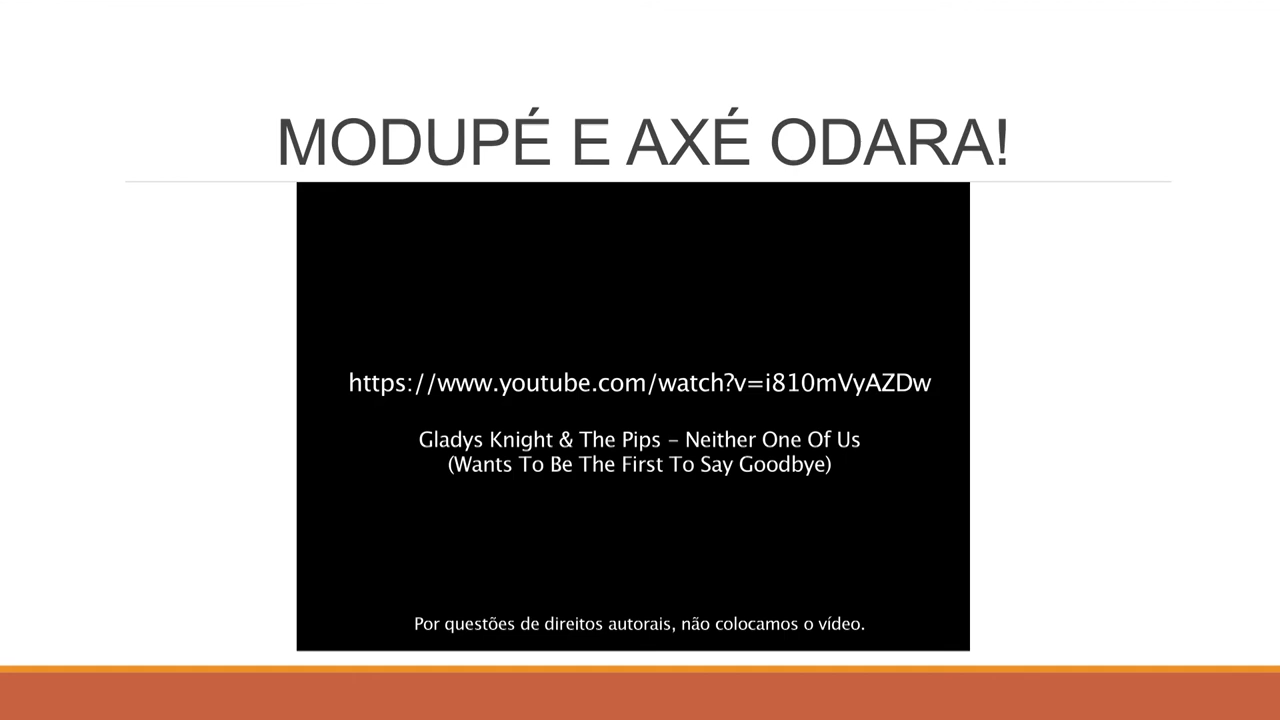 MODUPÉ E AXÉ ODARA!
https://www.youtube.com/watch?v=i810mVyAZDw
Gladys Knight & The Pips – Neither One Of Us
(Wants To Be The First To Say Goodbye)
Por questões de direitos autorais, não colocamos o vídeo.